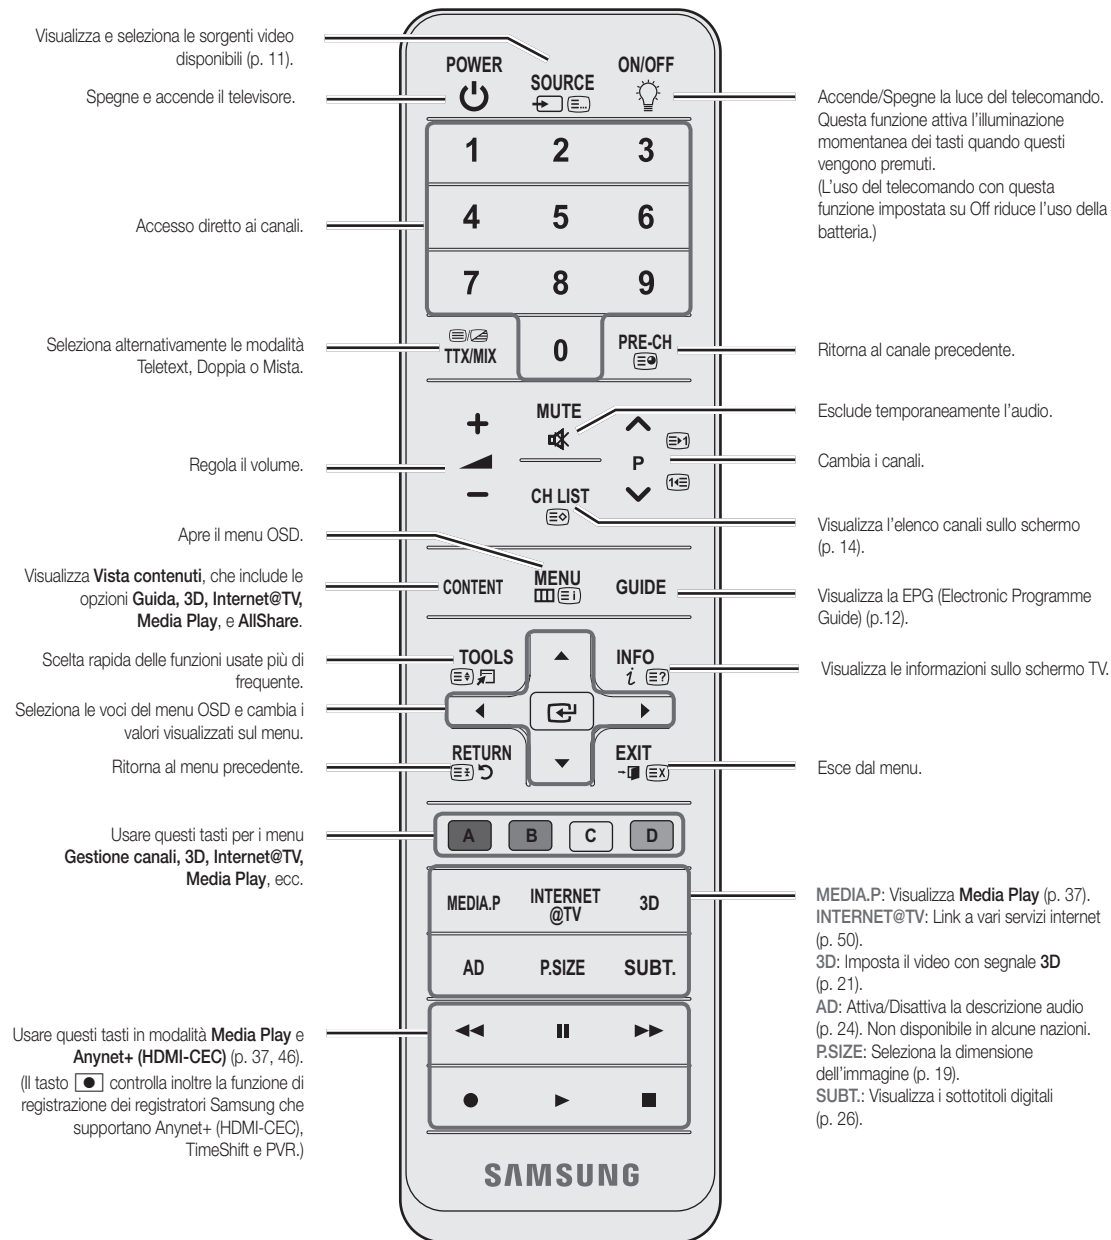 Visualizza e seleziona le sorgenti video
disponibili (p. 11).
Spegne e accende il televisore.
Accesso diretto ai canali.
Seleziona alternativamente le modalità
Teletext, Doppia o Mista.
Regola il volume.
Apre il menu OSD.
Visualizza Vista contenuti, che include le
opzioni Guida, 3D, Internet@TV,
Media Play, e AllShare.
Scelta rapida delle funzioni usate più di
frequente.
Seleziona le voci del menu OSD e cambia i
valori visualizzati sul menu.
Ritorna al menu precedente.
Usare questi tasti per i menu
Gestione canali, 3D, Internet@TV,
Media Play, ecc.
Usare questi tasti in modalità Media Play e
Anynet+ (HDMI-CEC) (p. 37, 46).
(Il tasto ● controlla inoltre la funzione di
registrazione dei registratori Samsung che
supportano Anynet+ (HDMI-CEC),
TimeShift e PVR.)
POWER
SOURCE
ON/OFF
1 2 3
4 5 6
7 8 9
TTX/MIX
0
PRE-CH
+
MUTE
P
−
CH LIST
CONTENT
MENU
GUIDE
TOOLS
INFO
RETURN
EXIT
A B C D
MEDIA.P
INTERNET
@TV
3D
AD
P.SIZE
SUBT.
SAMSUNG
Accende/Spegne la luce del telecomando.
Questa funzione attiva l'illuminazione
momentanea dei tasti quando questi
vengono premuti.
(L'uso del telecomando con questa
funzione impostata su Off riduce l'uso della
batteria.)
Ritorna al canale precedente.
Esclude temporaneamente l'audio.
Cambia i canali.
Visualizza l'elenco canali sullo schermo
(p. 14).
Visualizza la EPG (Electronic Programme
Guide) (p.12).
Visualizza le informazioni sullo schermo TV.
Esce dal menu.
MEDIA.P: Visualizza Media Play (p. 37).
INTERNET@TV: Link a vari servizi internet
(p. 50).
3D: Imposta il video con segnale 3D
(p. 21).
AD: Attiva/Disattiva la descrizione audio
(p. 24). Non disponibile in alcune nazioni.
P.SIZE: Seleziona la dimensione
dell'immagine (p. 19).
SUBT.: Visualizza i sottotitoli digitali
(p. 26).